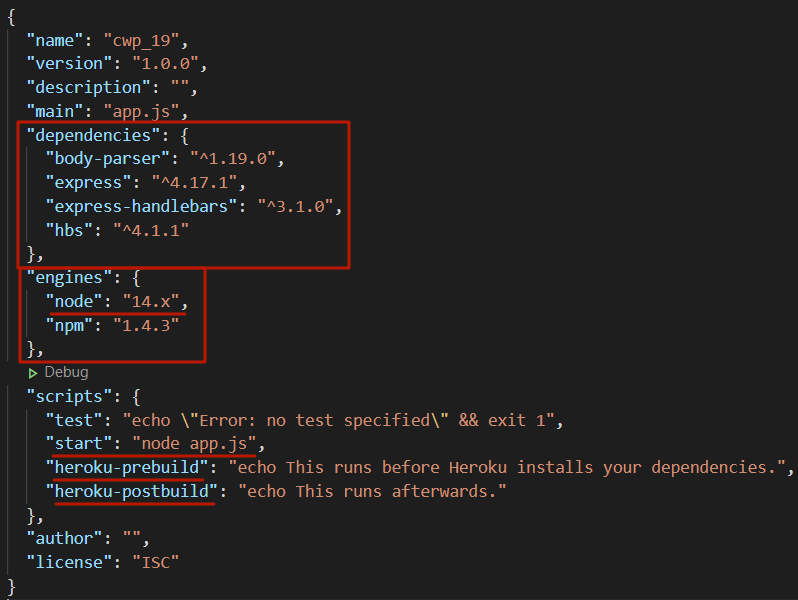 {
"name": "cwp_19",
"version": "1.0.0",
"description": "",
"main": "app.js",
"dependencies": {
"body-parser": "^1.19.0",
"express": "^4.17.1",
"express-handlebars": "^3.1.0",
"hbs": "^4.1.1"
},
"engines": {
"node": "14.x",
"npm": "1.4.3"
},
Debug
"scripts": {
"test": "echo \"Error: no test specified\" && exit 1",
"start": "node app.js",
"heroku-prebuild": "echo This runs before Heroku installs your dependencies.",
"heroku-postbuild": "echo This runs afterwards."
},
"author": "",
"license": "ISC"
}